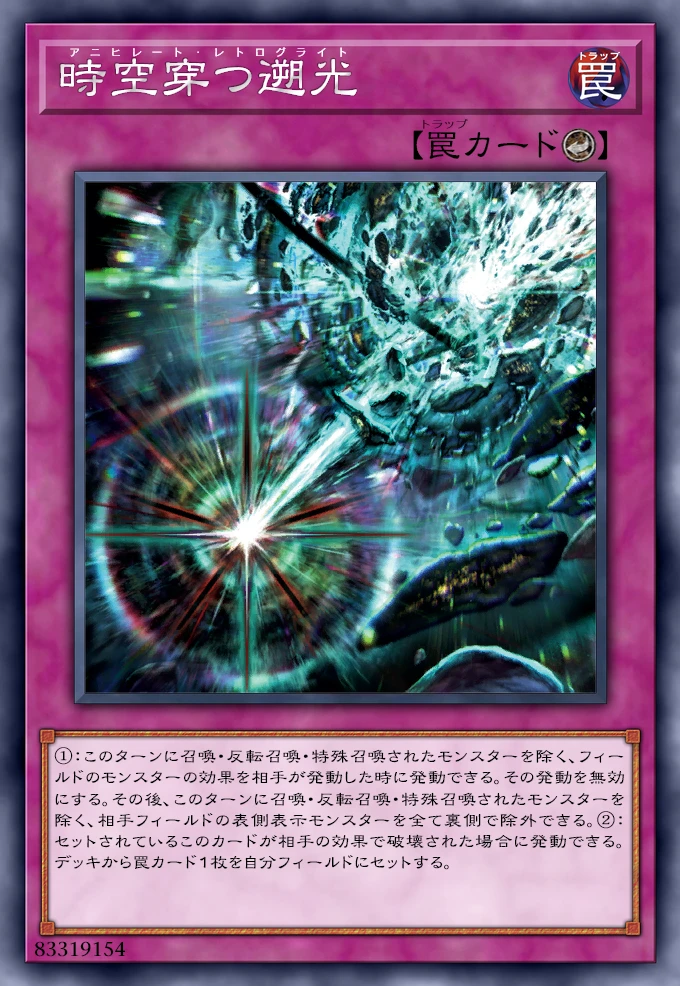 アニヒレート・レトログライト
時空穿つ遡光
トラップ
罠
トラップ
【罠カード】
①:このターンに召喚・反転召喚・特殊召喚されたモンスターを除く、フィー
ルドのモンスターの効果を相手が発動した時に発動できる。その発動を無効
にする。その後、このターンに召喚・反転召喚・特殊召喚されたモンスターを
除く、相手フィールドの表側表示モンスターを全て裏側で除外できる。②:
セットされているこのカードが相手の効果で破壊された場合に発動できる。
デッキから罠カード1枚を自分フィールドにセットする。
83319154